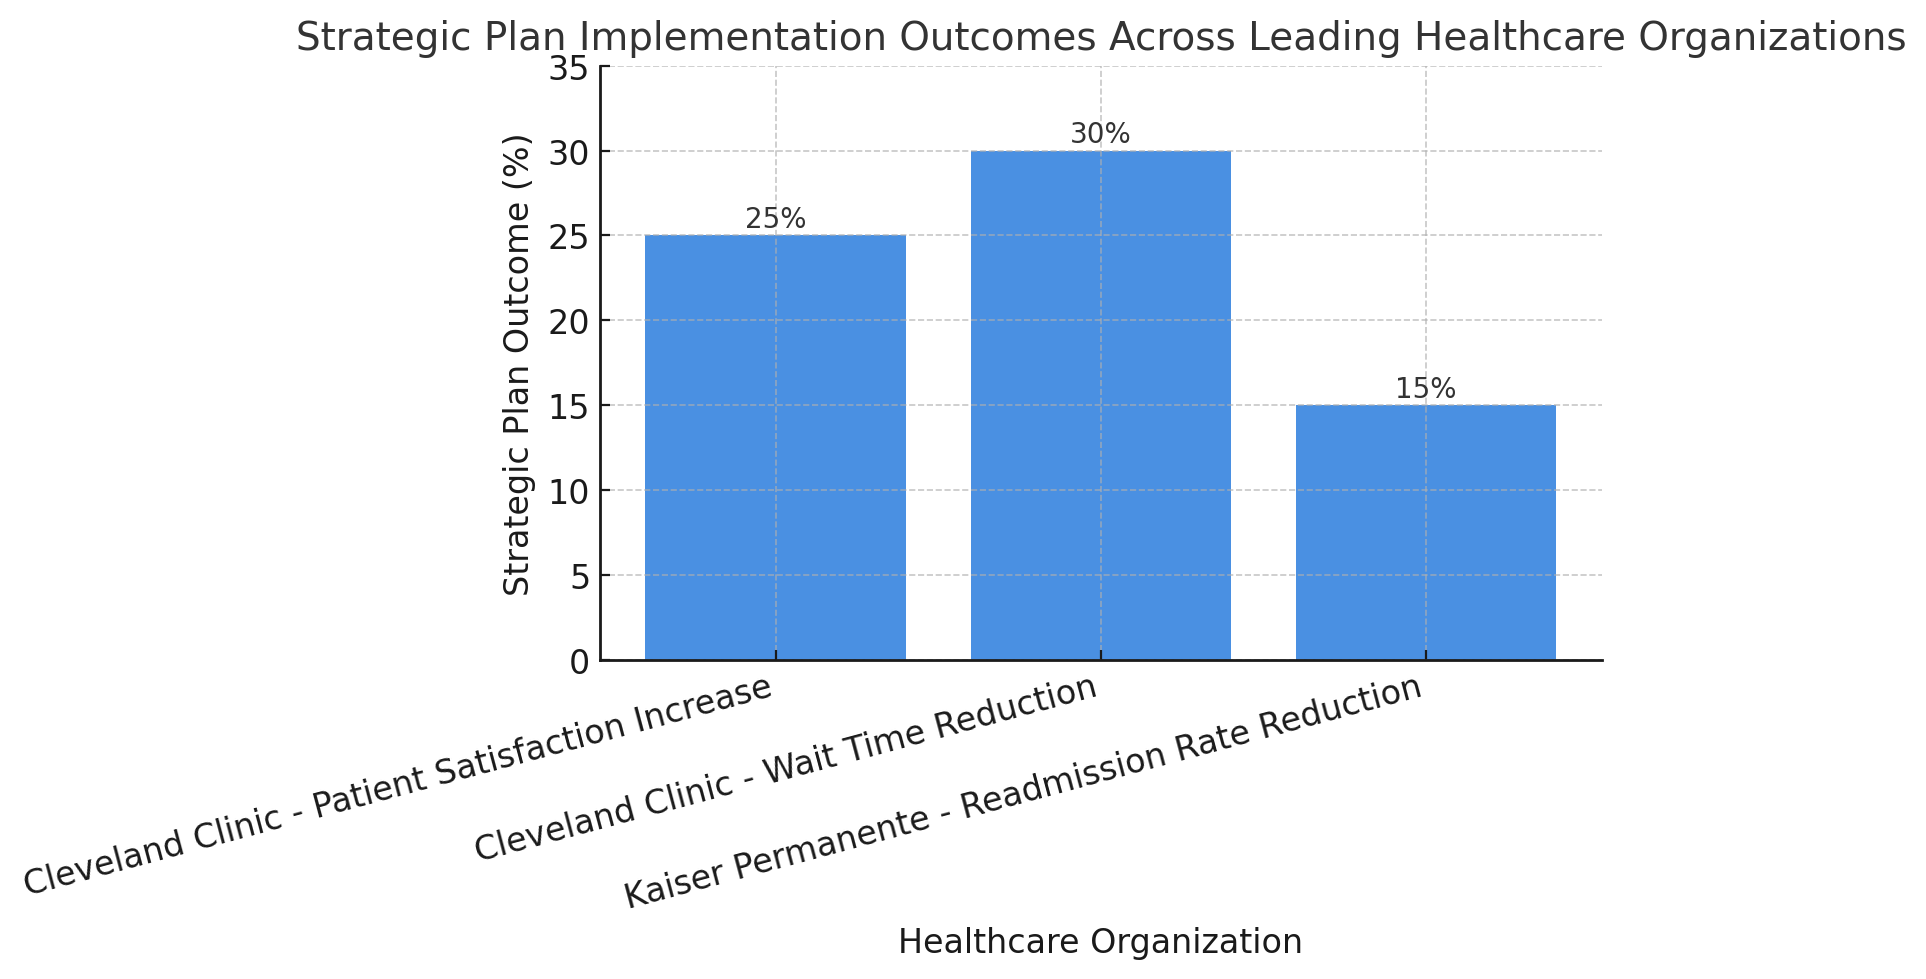 Strategic Plan Implementation Outcomes Across Leading Healthcare Organizations
Strategic Plan Outcome (%)
35
30
25
20
15
10
5
0
25%
30%
15%
Cleveland Clinic - Patient Satisfaction Increase
Cleveland Clinic - Wait Time Reduction
Kaiser Permanente - Readmission Rate Reduction
Healthcare Organization